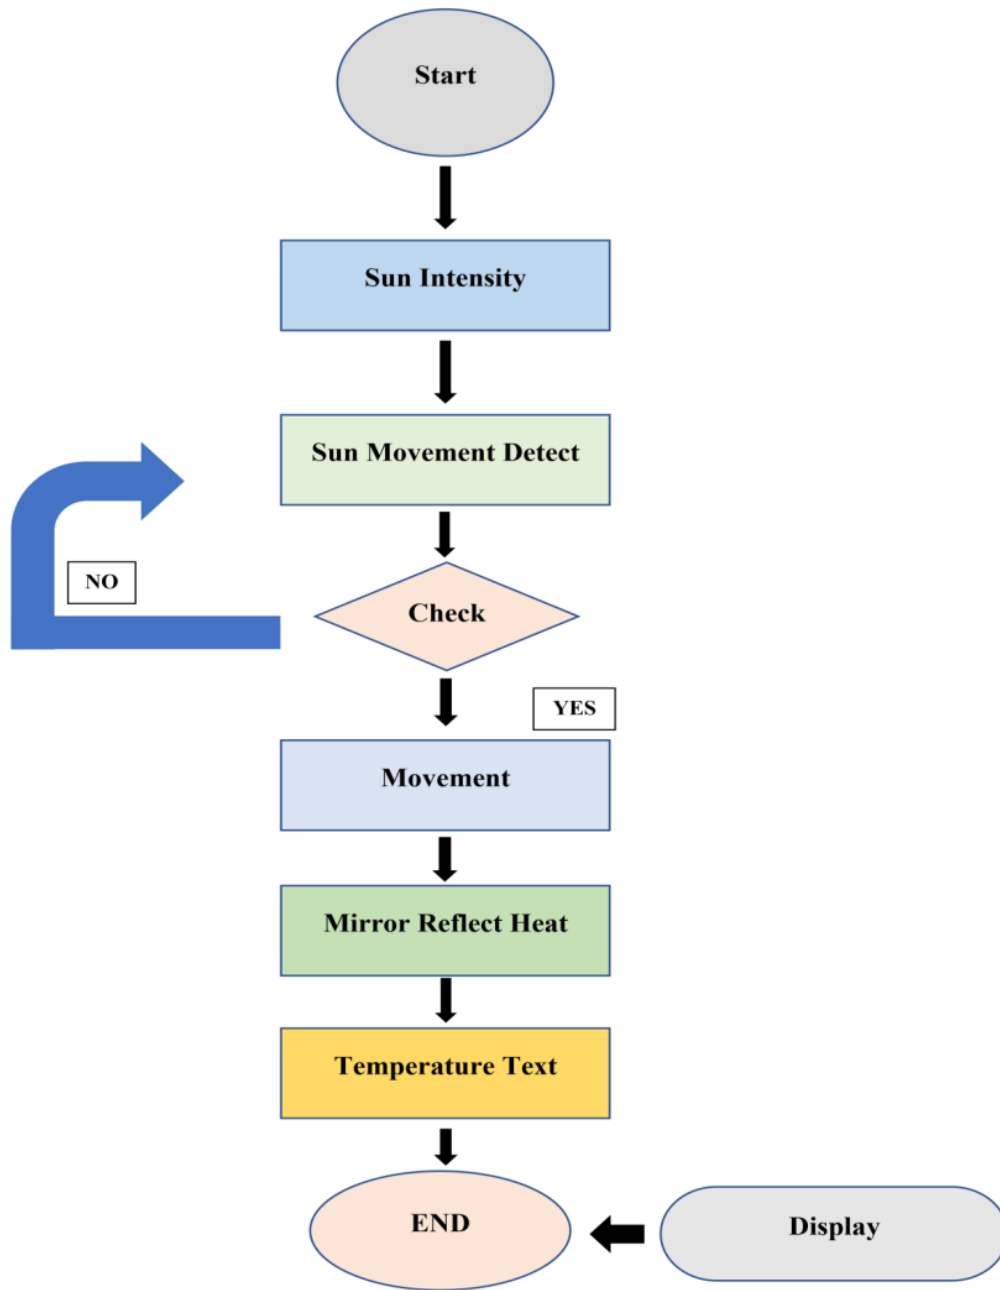 Start
Sun Intensity
Sun Movement Detect
NO
Check
YES
Movement
Mirror Reflect Heat
Temperature Text
END
Display